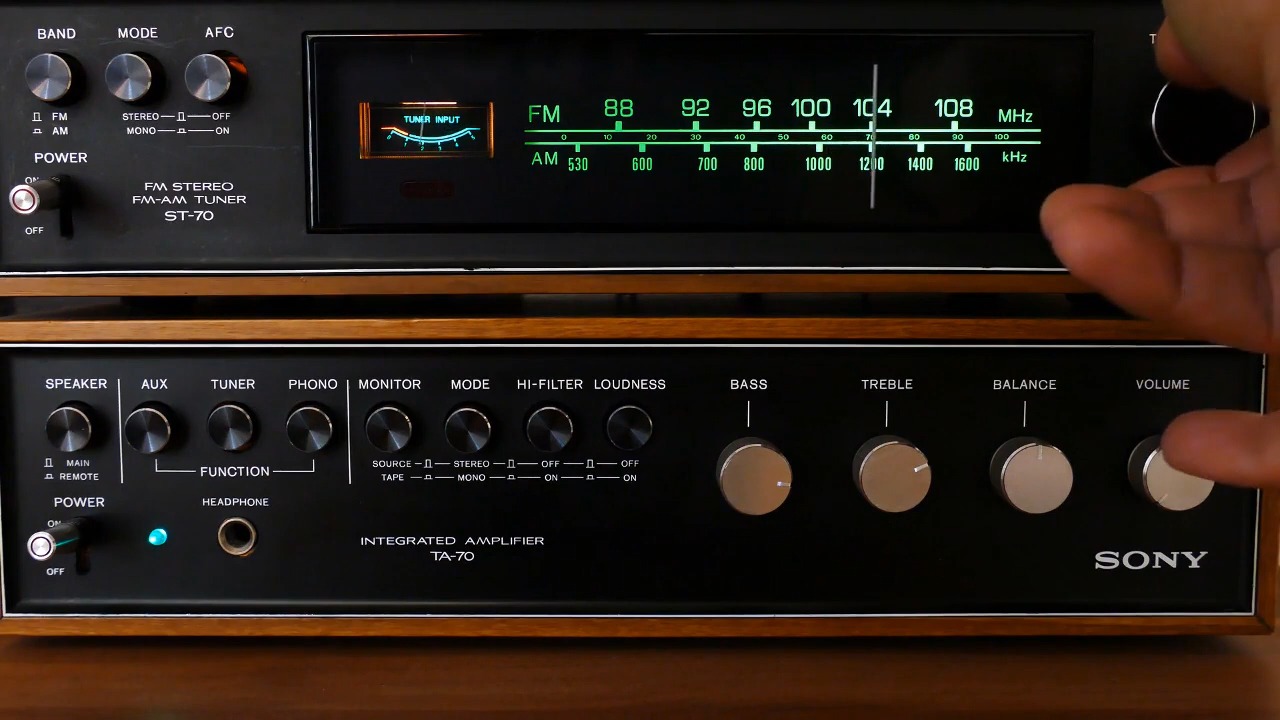 BAND MODE AFC
FM STEREO OFF
AM MONO ON
POWER
ON
OFF
FM STEREO
FM-AM TUNER
ST-70
TUNER INPUT
FM 88 92 96 100 104 108 MHz
0 10 20 30 40 50 60 70 80 90 100
AM 530 600 700 800 1000 1200 1400 1600 kHz
SPEAKER AUX TUNER PHONO MONITOR MODE HI-FILTER LOUDNESS BASS TREBLE BALANCE VOLUME
MAIN
REMOTE
FUNCTION
SOURCE STEREO OFF OFF
TAPE MONO ON ON
POWER
ON
OFF
HEADPHONE
INTEGRATED AMPLIFIER
TA-70
SONY